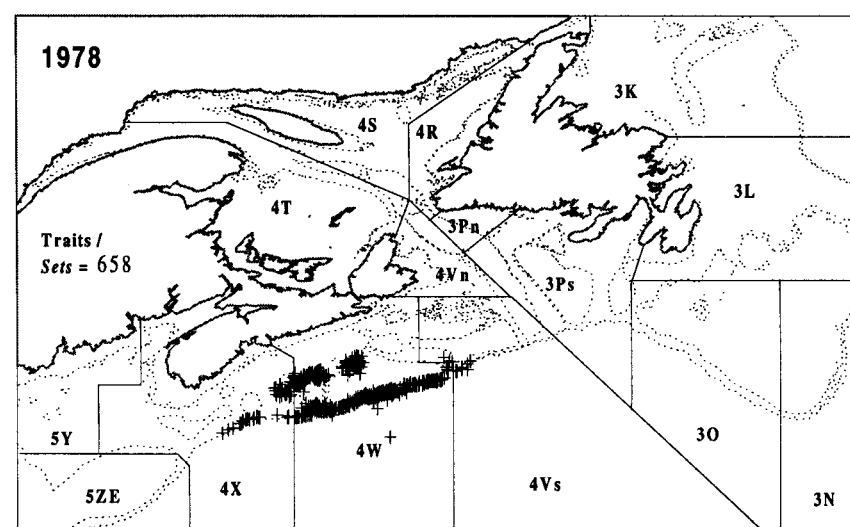 1978
3K
4S
4R
3L
4T
3Pn
Traits /
Sets = 658
4Vn
3Ps
5Y
4W
3O
5ZE
4X
4Vs
3N